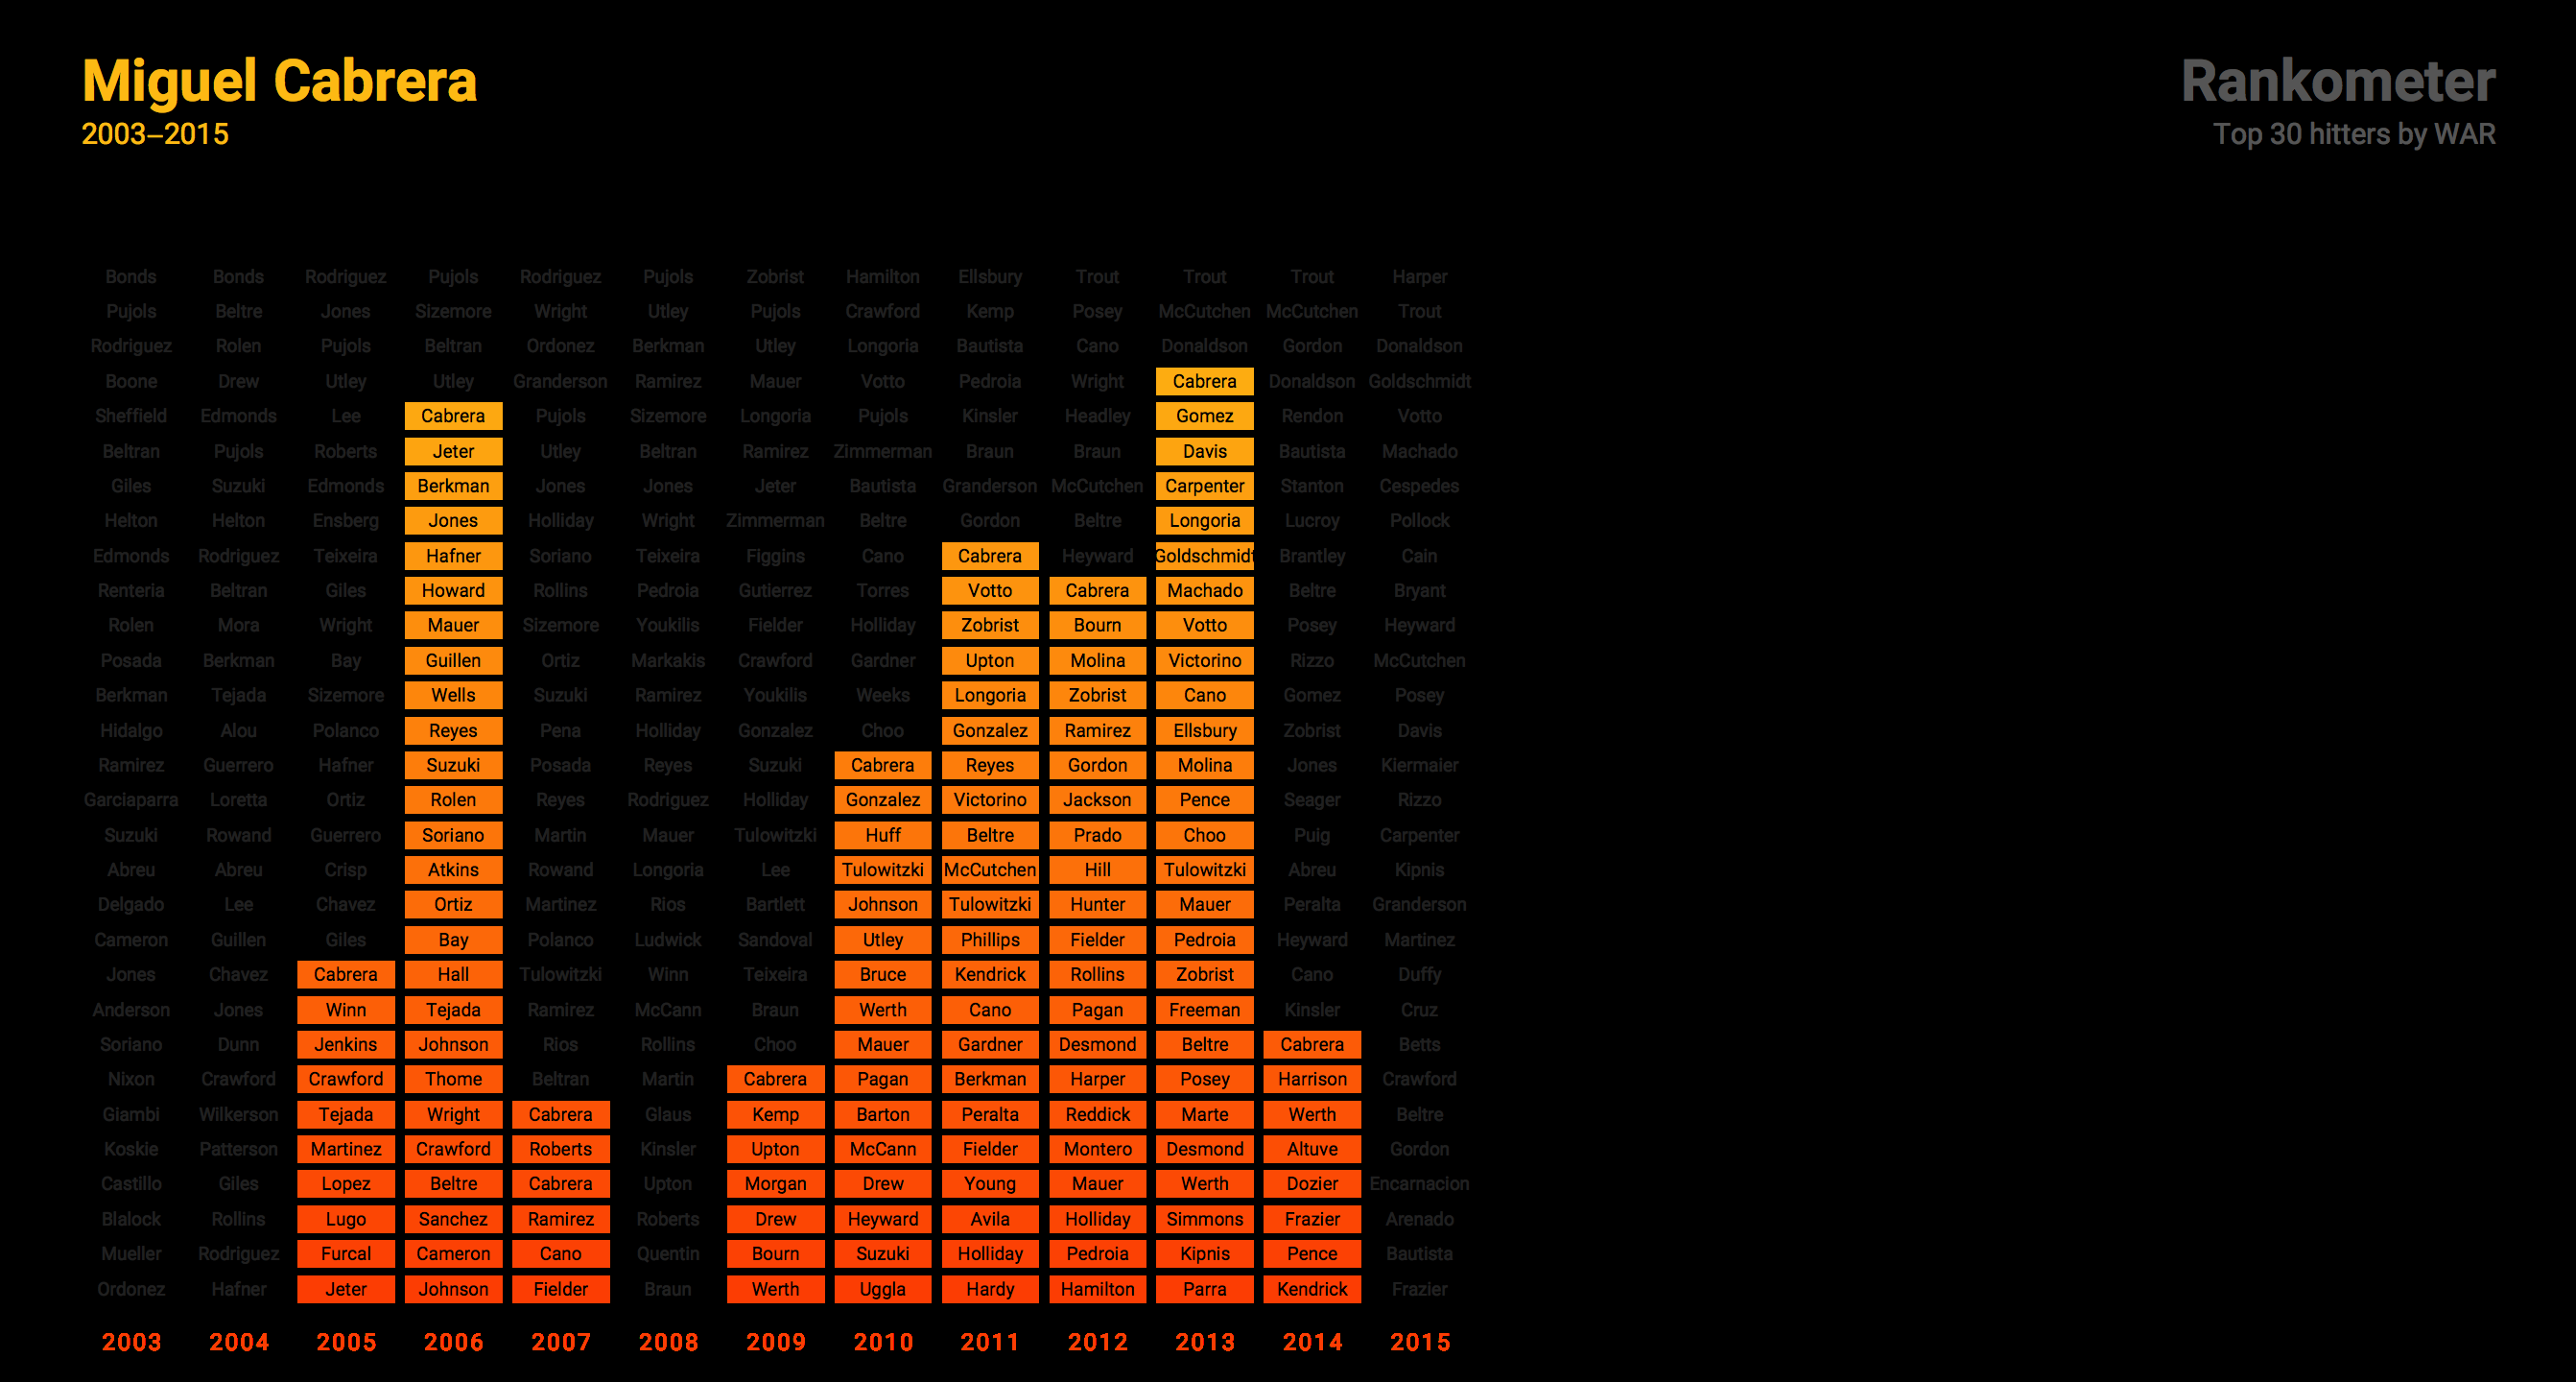 Miguel Cabrera
2003–2015
Rankometer
Top 30 hitters by WAR
Bonds Bonds Rodriguez Pujols Rodriguez Pujols Zobrist Hamilton Ellsbury Trout Trout Trout Harper
Pujols Beltre Jones Sizemore Wright Utley Pujols Crawford Kemp Posey McCutchen McCutchen Trout
Rodriguez Rolen Pujols Beltran Ordonez Berkman Utley Longoria Bautista Cano Donaldson Gordon Donaldson
Boone Drew Utley Utley Granderson Ramirez Mauer Votto Pedroia Wright Cabrera Donaldson Goldschmidt
Sheffield Edmonds Lee Cabrera Pujols Sizemore Longoria Pujols Kinsler Headley Gomez Rendon Votto
Beltran Pujols Roberts Jeter Utley Beltran Ramirez Zimmerman Braun Braun Davis Bautista Machado
Giles Suzuki Edmonds Berkman Jones Jones Jeter Bautista Granderson McCutchen Carpenter Stanton Cespedes
Helton Helton Ensberg Jones Holliday Wright Zimmerman Beltre Gordon Beltre Longoria Lucroy Pollock
Edmonds Rodriguez Teixeira Hafner Soriano Teixeira Figgins Cano Cabrera Heyward Goldschmidt Brantley Cain
Renteria Beltran Giles Howard Rollins Pedroia Gutierrez Torres Votto Cabrera Machado Beltre Bryant
Rolen Mora Wright Mauer Sizemore Youkilis Fielder Holliday Zobrist Bourn Votto Posey Heyward
Posada Berkman Bay Guillen Ortiz Markakis Crawford Gardner Upton Molina Victorino Rizzo McCutchen
Berkman Tejada Sizemore Wells Suzuki Ramirez Youkilis Weeks Longoria Zobrist Cano Gomez Posey
Hidalgo Alou Polanco Reyes Pena Holliday Gonzalez Choo Gonzalez Ramirez Ellsbury Zobrist Davis
Ramirez Guerrero Hafner Suzuki Posada Reyes Suzuki Cabrera Reyes Gordon Molina Jones Kiermaier
Garciaparra Loretta Ortiz Rolen Reyes Rodriguez Holliday Gonzalez Victorino Jackson Pence Seager Rizzo
Suzuki Rowand Guerrero Soriano Martin Mauer Tulowitzki Huff Beltre Prado Choo Puig Carpenter
Abreu Abreu Crisp Atkins Rowand Longoria Lee Tulowitzki McCutchen Hill Tulowitzki Abreu Kipnis
Delgado Lee Chavez Ortiz Martinez Rios Bartlett Johnson Tulowitzki Hunter Mauer Peralta Granderson
Cameron Guillen Giles Bay Polanco Ludwick Sandoval Utley Phillips Fielder Pedroia Heyward Martinez
Jones Chavez Cabrera Hall Tulowitzki Winn Teixeira Bruce Kendrick Rollins Zobrist Cano Duffy
Anderson Jones Winn Tejada Ramirez McCann Braun Werth Cano Pagan Freeman Kinsler Cruz
Soriano Dunn Jenkins Johnson Rios Rollins Choo Mauer Gardner Desmond Beltre Cabrera Betts
Nixon Crawford Crawford Thome Beltran Martin Cabrera Pagan Berkman Harper Posey Harrison Crawford
Giambi Wilkerson Tejada Wright Cabrera Glaus Kemp Barton Peralta Reddick Marte Werth Beltre
Koskie Patterson Martinez Crawford Roberts Kinsler Upton McCann Fielder Montero Desmond Altuve Gordon
Castillo Giles Lopez Beltre Cabrera Upton Morgan Drew Young Mauer Werth Dozier Encarnacion
Blalock Rollins Lugo Sanchez Ramirez Roberts Drew Heyward Avila Holliday Simmons Frazier Arenado
Mueller Rodriguez Furcal Cameron Cano Quentin Bourn Suzuki Holliday Pedroia Kipnis Pence Bautista
Ordonez Hafner Jeter Johnson Fielder Braun Werth Uggla Hardy Hamilton Parra Kendrick Frazier
2003 2004 2005 2006 2007 2008 2009 2010 2011 2012 2013 2014 2015